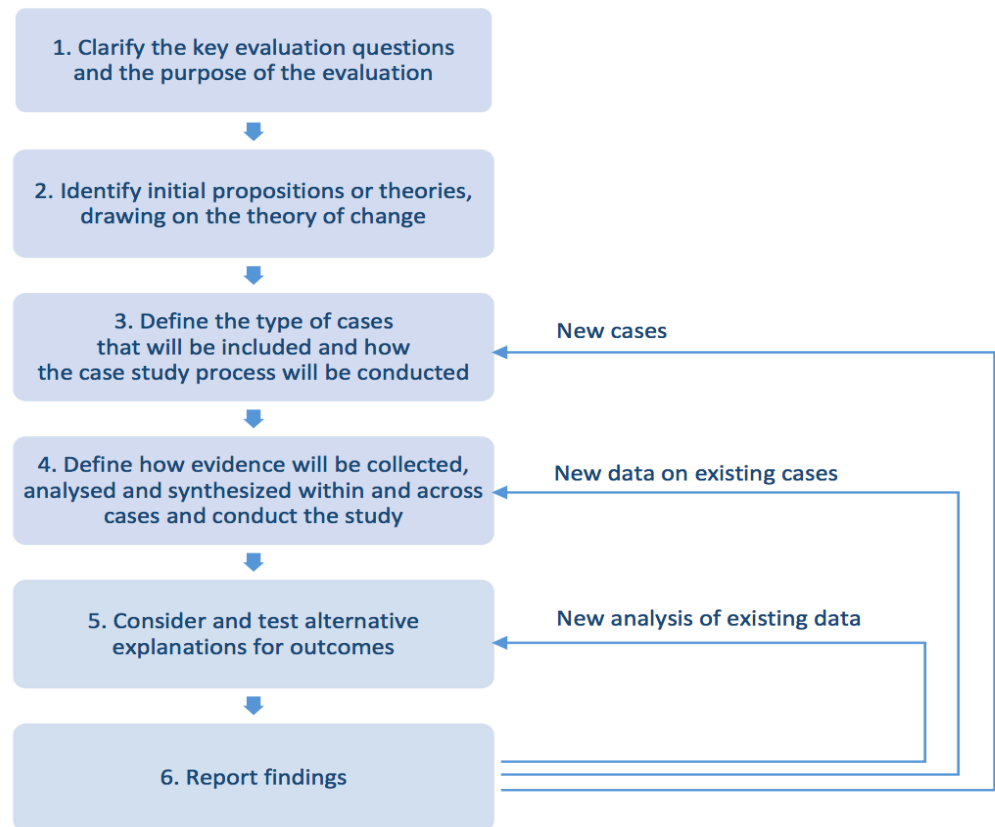 1. Clarify the key evaluation questions
and the purpose of the evaluation
2. Identify initial propositions or theories,
drawing on the theory of change
3. Define the type of cases
that will be included and how
the case study process will be conducted
New cases
4. Define how evidence will be collected,
analysed and synthesized within and across
cases and conduct the study
New data on existing cases
5. Consider and test alternative
explanations for outcomes
New analysis of existing data
6. Report findings